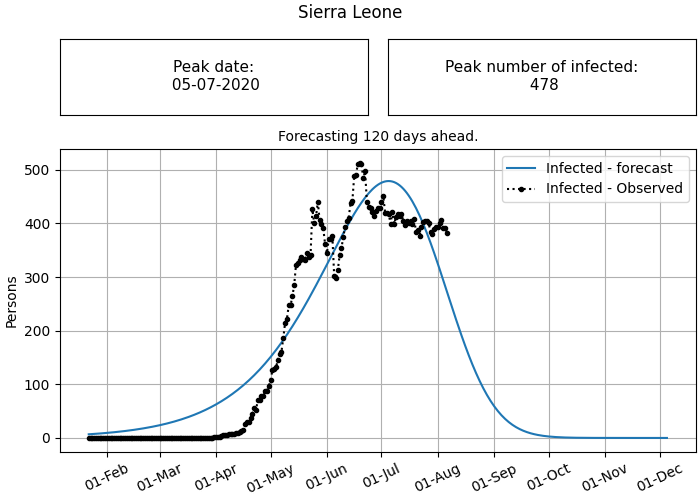 Sierra Leone
Peak date:
05-07-2020
Peak number of infected:
478
Forecasting 120 days ahead.
Infected - forecast
Infected - Observed
Persons
500
400
300
200
100
0
01-Feb
01-Mar
01-Apr
01-May
01-Jun
01-Jul
01-Aug
01-Sep
01-Oct
01-Nov
01-Dec